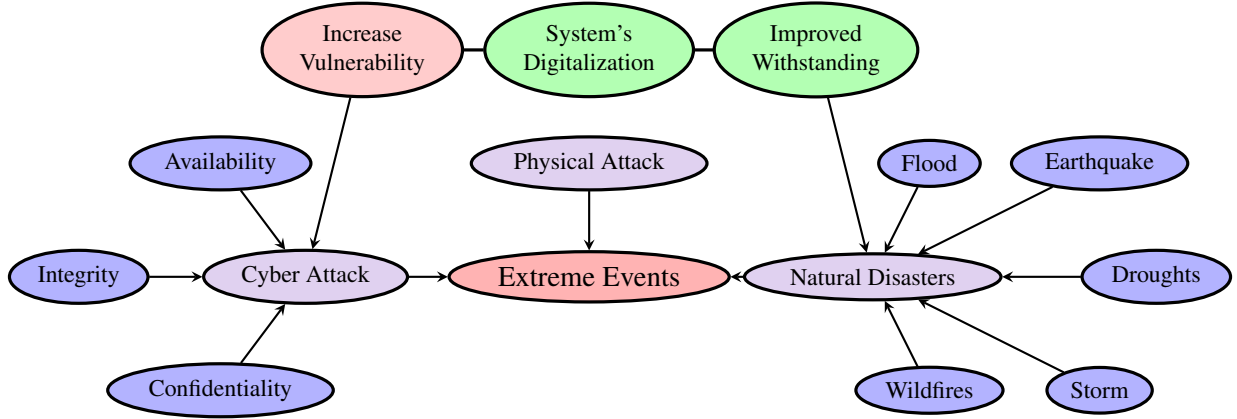 Increase
Vulnerability
System's
Digitalization
Improved
Withstanding
Availability
Physical Attack
Flood
Earthquake
Integrity
Cyber Attack
Extreme Events
Natural Disasters
Droughts
Confidentiality
Wildfires
Storm